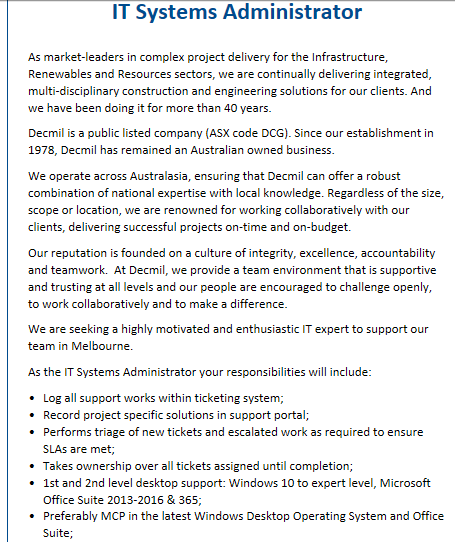 IT Systems Administrator
As market-leaders in complex project delivery for the Infrastructure,
Renewables and Resources sectors, we are continually delivering integrated,
multi-disciplinary construction and engineering solutions for our clients. And
we have been doing it for more than 40 years.
Decmil is a public listed company (ASX code DCG). Since our establishment in
1978, Decmil has remained an Australian owned business.
We operate across Australasia, ensuring that Decmil can offer a robust
combination of national expertise with local knowledge. Regardless of the size,
scope or location, we are renowned for working collaboratively with our
clients, delivering successful projects on-time and on-budget.
Our reputation is founded on a culture of integrity, excellence, accountability
and teamwork.  At Decmil, we provide a team environment that is supportive
and trusting at all levels and our people are encouraged to challenge openly,
to work collaboratively and to make a difference.
We are seeking a highly motivated and enthusiastic IT expert to support our
team in Melbourne.
As the IT Systems Administrator your responsibilities will include:
• Log all support works within ticketing system;
• Record project specific solutions in support portal;
• Performs triage of new tickets and escalated work as required to ensure
SLAs are met;
• Takes ownership over all tickets assigned until completion;
• 1st and 2nd level desktop support: Windows 10 to expert level, Microsoft
Office Suite 2013-2016 & 365;
• Preferably MCP in the latest Windows Desktop Operating System and Office
Suite;